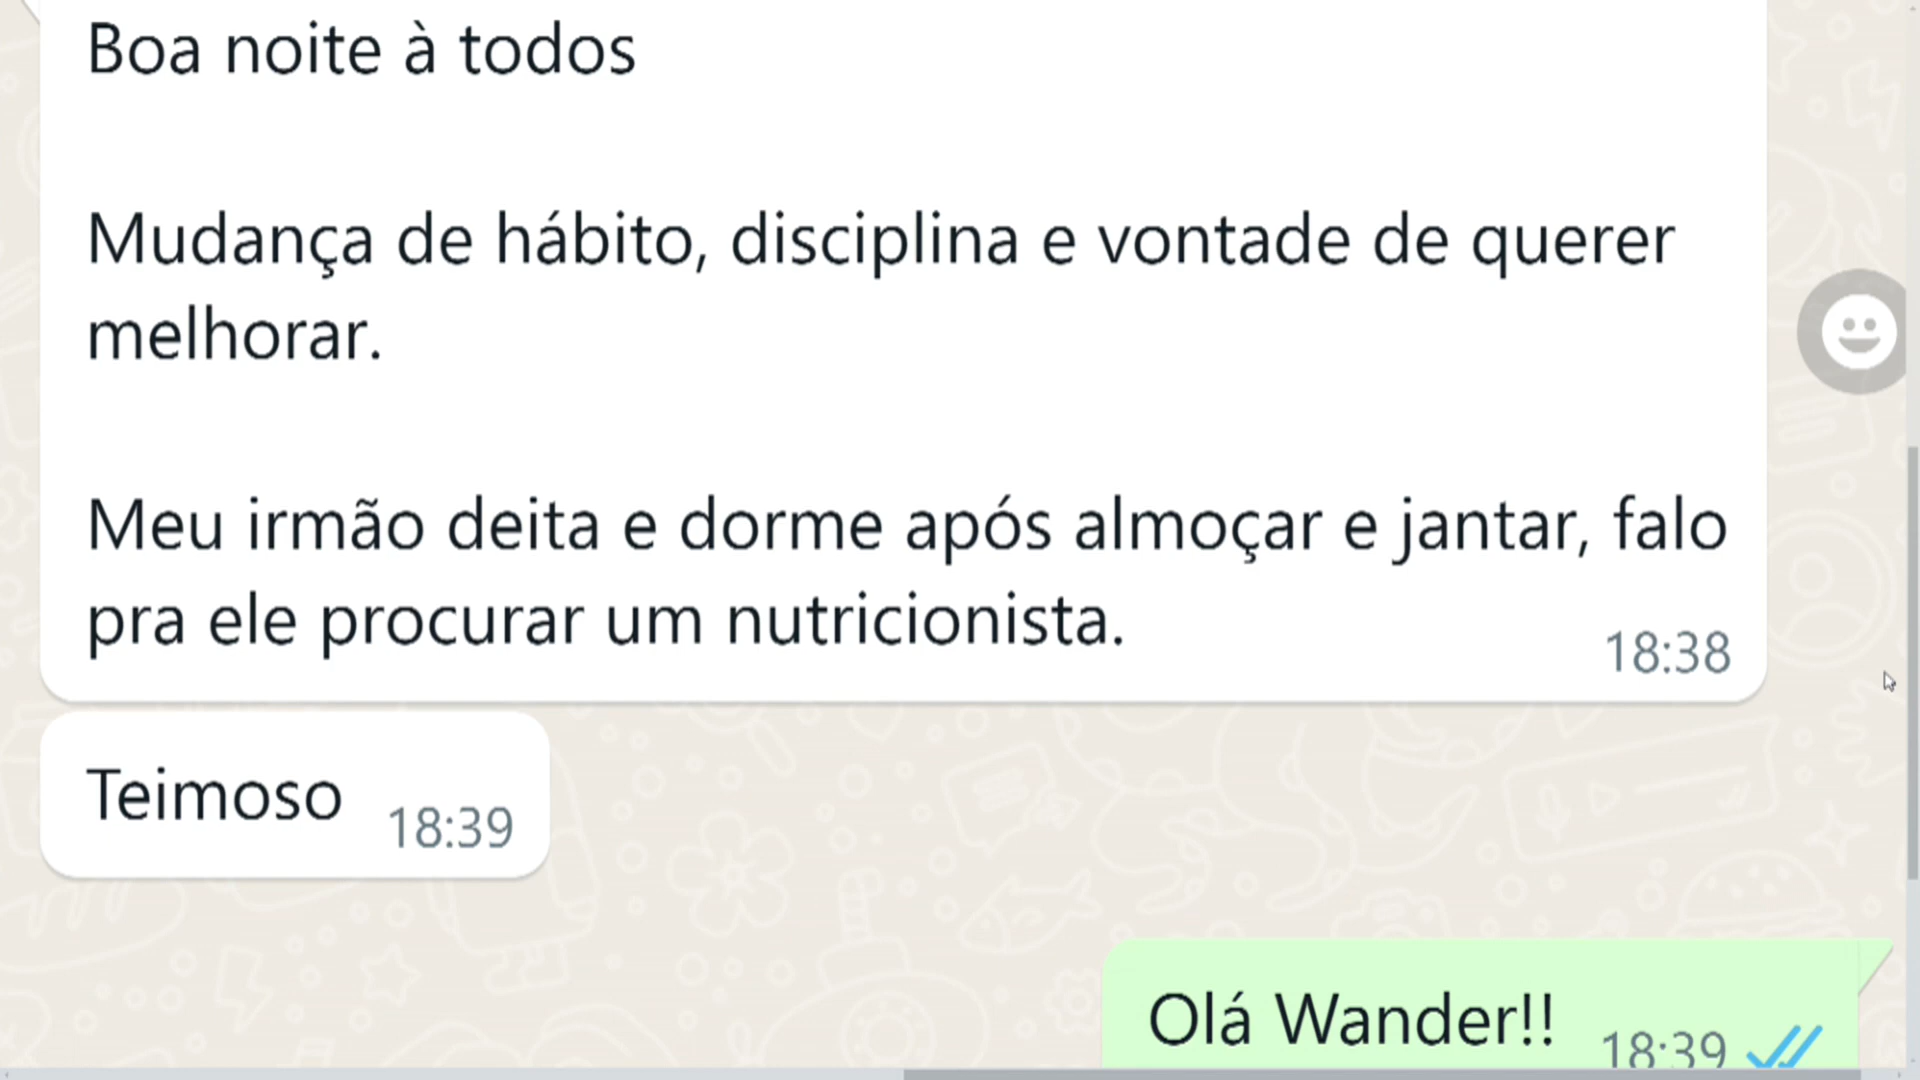 Boa noite à todos
Mudança de hábito, disciplina e vontade de querer
melhorar.
Meu irmão deita e dorme após almoçar e jantar, falo
pra ele procurar um nutricionista.
18:38
Teimoso 18:39
Olá Wander!! 18:39